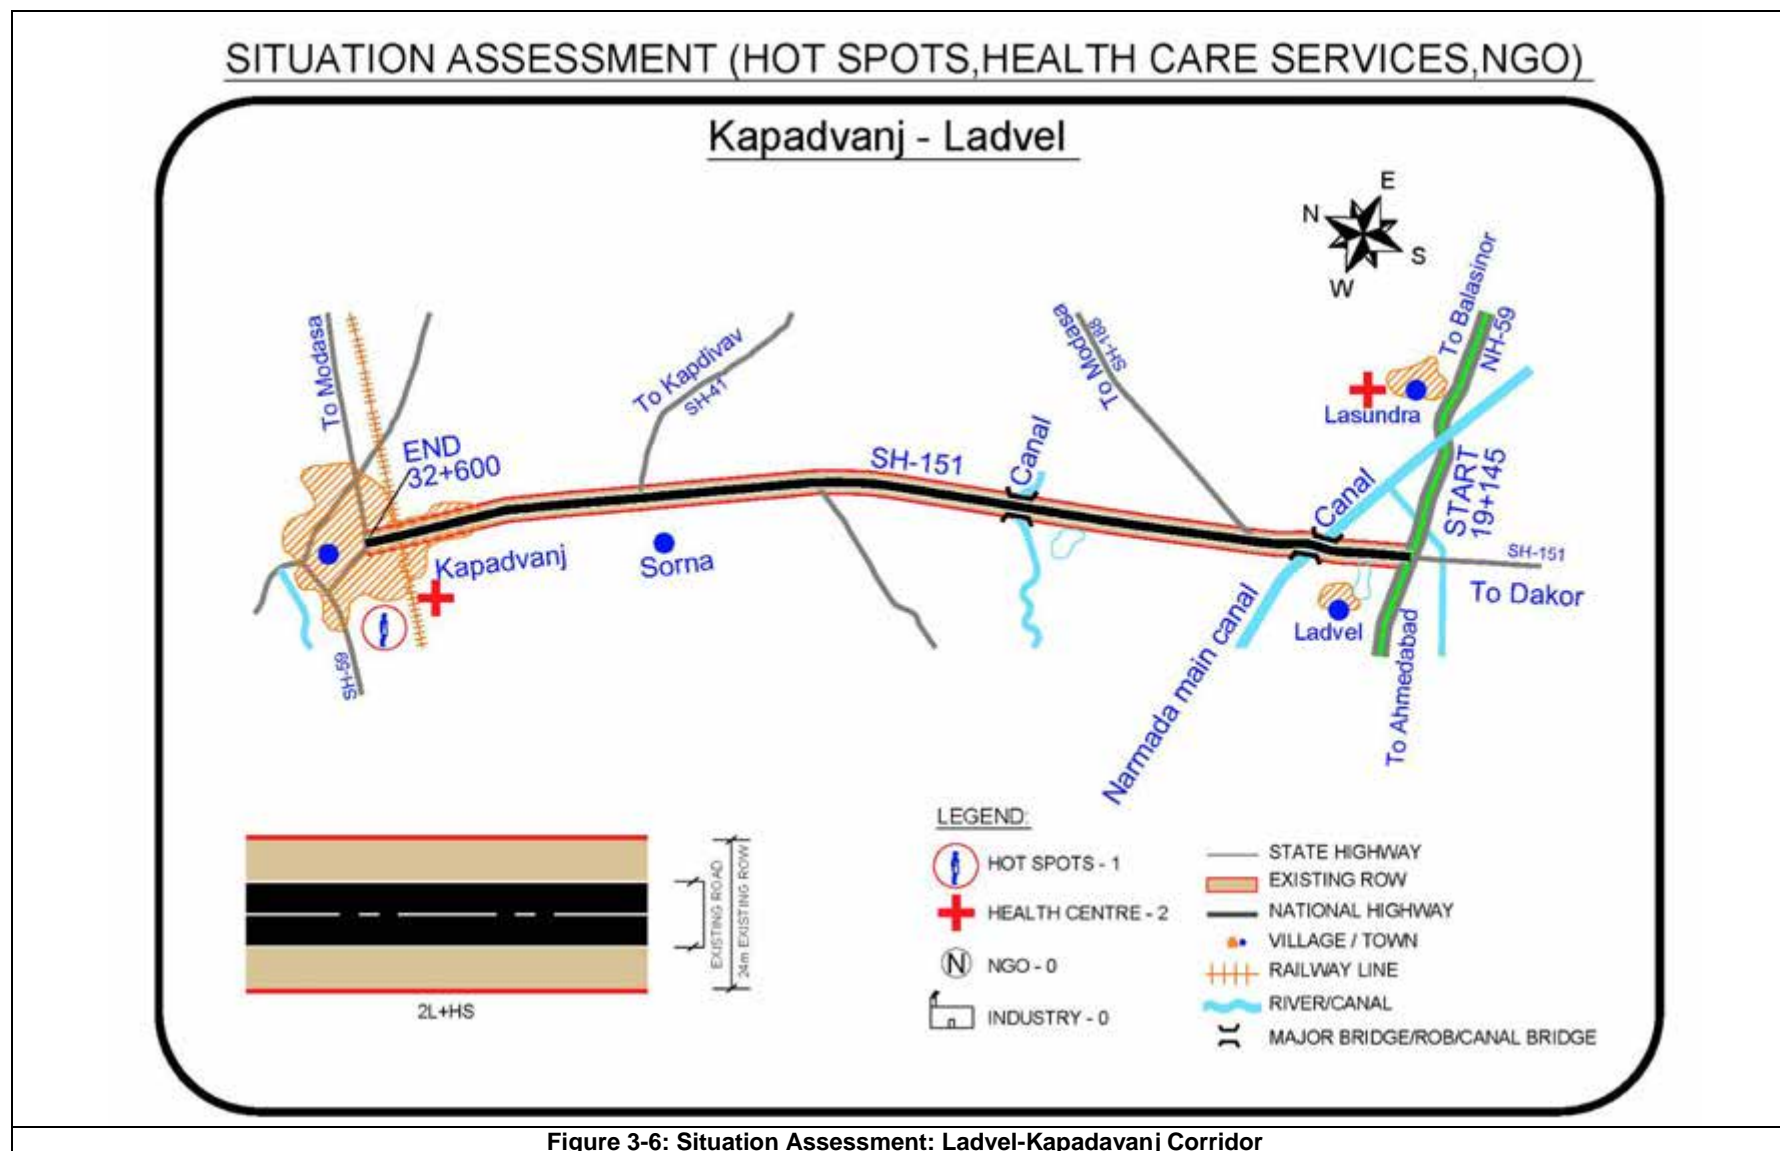 SITUATION ASSESSMENT (HOT SPOTS,HEALTH CARE SERVICES,NGO)
Kapadvanj - Ladvel
E
N
S
W
To Modasa
END
32+600
To Kapdivav
SH-41
SH-151
Canal
To Modasa
SH-188
To Balasinor
NH-59
Lasundra
START
19+145
Canal
SH-151
To Dakor
Kapadvanj
Sorna
Ladvel
SH-59
Narmada main canal
To Ahmedabad
EXISTING ROAD
24m EXISTING ROW
2L+HS
LEGEND:
HOT SPOTS - 1
HEALTH CENTRE - 2
N
NGO - 0
INDUSTRY - 0
STATE HIGHWAY
EXISTING ROW
NATIONAL HIGHWAY
VILLAGE / TOWN
RAILWAY LINE
RIVER/CANAL
MAJOR BRIDGE/ROB/CANAL BRIDGE
Figure 3-6: Situation Assessment: Ladvel-Kapadavanj Corridor